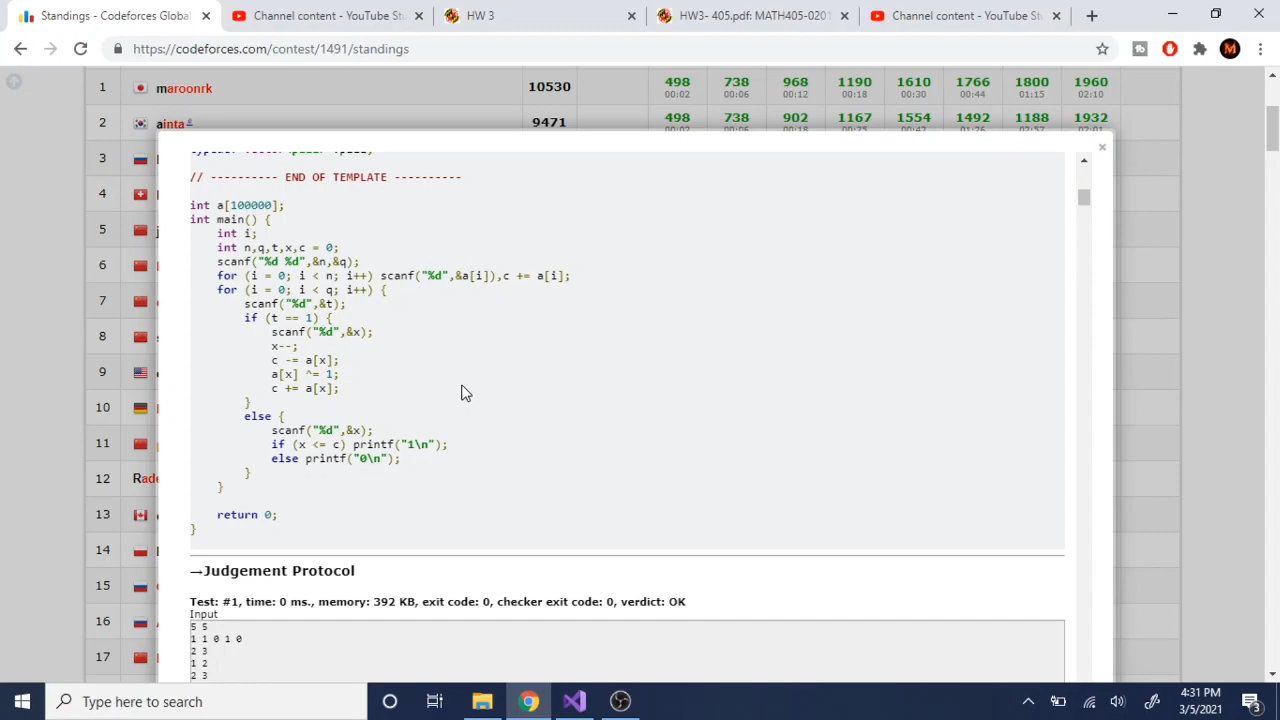 Standings - Codeforces Global
Channel content - YouTube Stu
HW 3
HW3- 405.pdf: MATH405-0201
Channel content - YouTube Stu
https://codeforces.com/contest/1491/standings
1 maroonrk 10530 498 738 968 1190 1610 1766 1800 1960
00:02 00:06 00:12 00:18 00:30 00:44 01:15 02:10
2 ainta 9471 498 738 902 1167 1554 1492 1188 1932
3
4
5
6
7
8
9
10
11
12 Rade
13
14
15
16
17
// ---------- END OF TEMPLATE ----------
int a[100000];
int main() {
int i;
int n,q,t,x,c = 0;
scanf("%d %d",&n,&q);
for (i = 0; i < n; i++) scanf("%d",&a[i]),c += a[i];
for (i = 0; i < q; i++) {
scanf("%d",&t);
if (t == 1) {
scanf("%d",&x);
x--;
c -= a[x];
a[x] ^= 1;
c += a[x];
}
else {
scanf("%d",&x);
if (x <= c) printf("1\n");
else printf("0\n");
}
}
return 0;
}
→Judgement Protocol
Test: #1, time: 0 ms., memory: 392 KB, exit code: 0, checker exit code: 0, verdict: OK
Input
5 5
1 1 0 1 0
2 3
1 2
2 3
Type here to search
4:31 PM
3/5/2021
3